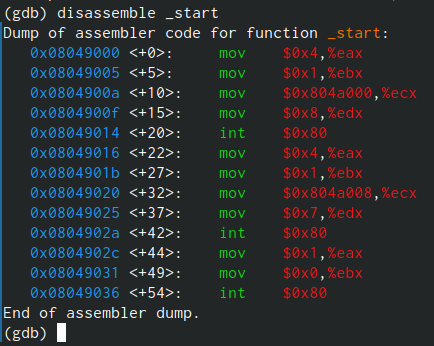 (gdb) disassemble _start
Dump of assembler code for function _start:
   0x08049000 <+0>:     mov    $0x4,%eax
   0x08049005 <+5>:     mov    $0x1,%ebx
   0x0804900a <+10>:    mov    $0x804a000,%ecx
   0x0804900f <+15>:    mov    $0x8,%edx
   0x08049014 <+20>:    int    $0x80
   0x08049016 <+22>:    mov    $0x4,%eax
   0x0804901b <+27>:    mov    $0x1,%ebx
   0x08049020 <+32>:    mov    $0x804a008,%ecx
   0x08049025 <+37>:    mov    $0x7,%edx
   0x0804902a <+42>:    int    $0x80
   0x0804902c <+44>:    mov    $0x1,%eax
   0x08049031 <+49>:    mov    $0x0,%ebx
   0x08049036 <+54>:    int    $0x80
End of assembler dump.
(gdb)